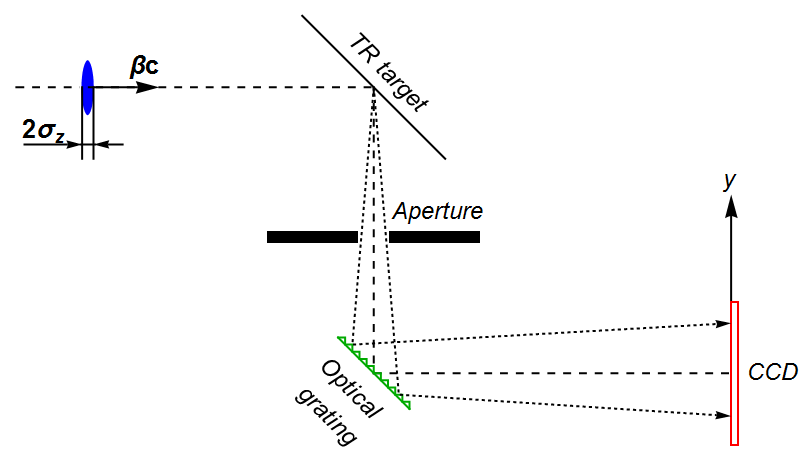 βc
TR target
2σz
y
Aperture
Optical
grating
CCD